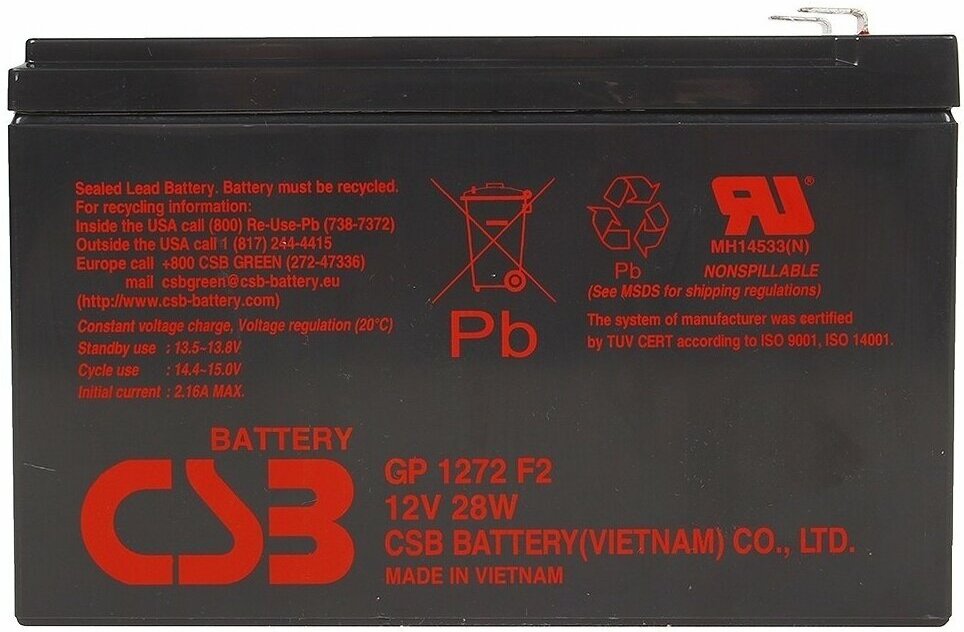 Sealed Lead Battery. Battery must be recycled.
For recycling information:
Inside the USA call (800) Re-Use-Pb (738-7372)
Outside the USA call 1 (817) 244-4415
Europe call +800 CSB GREEN (272-47336)
mail csbgreen@csb-battery.eu
(http://www.csb-battery.com)
Constant voltage charge, Voltage regulation (20°C)
Standby use : 13.5~13.8V
Cycle use : 14.4~15.0V
Initial current : 2.16A MAX.
Pb
Pb
RU®
MH14533(N)
NONSPILLABLE
(See MSDS for shipping regulations)
The system of manufacturer was certified
by TUV CERT according to ISO 9001, ISO 14001.
BATTERY
CSB
GP 1272 F2
12V 28W
CSB BATTERY(VIETNAM) CO., LTD.
MADE IN VIETNAM